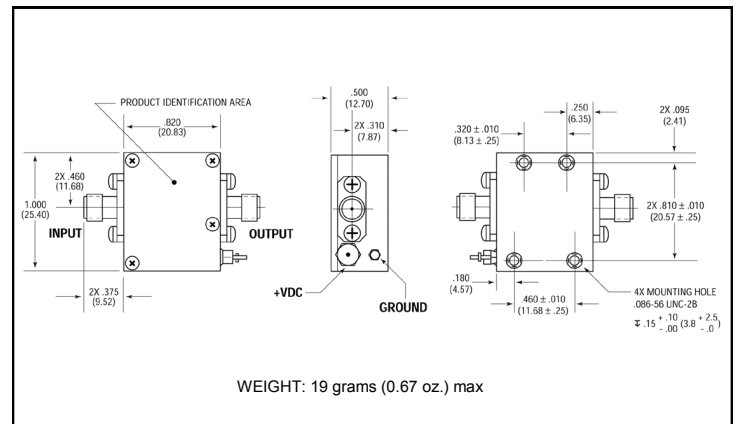 PRODUCT IDENTIFICATION AREA
.820
(20.83)
2X .460
(11.68)
1.000
(25.40)
INPUT
OUTPUT
2X .375
(9.52)
.500
(12.70)
2X .310
(7.87)
+VDC
GROUND
.250
(6.35)
.320 ± .010
(8.13 ± .25)
2X .095
(2.41)
2X .810 ± .010
(20.57 ± .25)
.180
(4.57)
.460 ± .010
(11.68 ± .25)
4X MOUNTING HOLE
.086-56 UNC-2B
↧ .15 + .10 - .00 (3.8 + 2.5 - .0)
WEIGHT: 19 grams (0.67 oz.) max